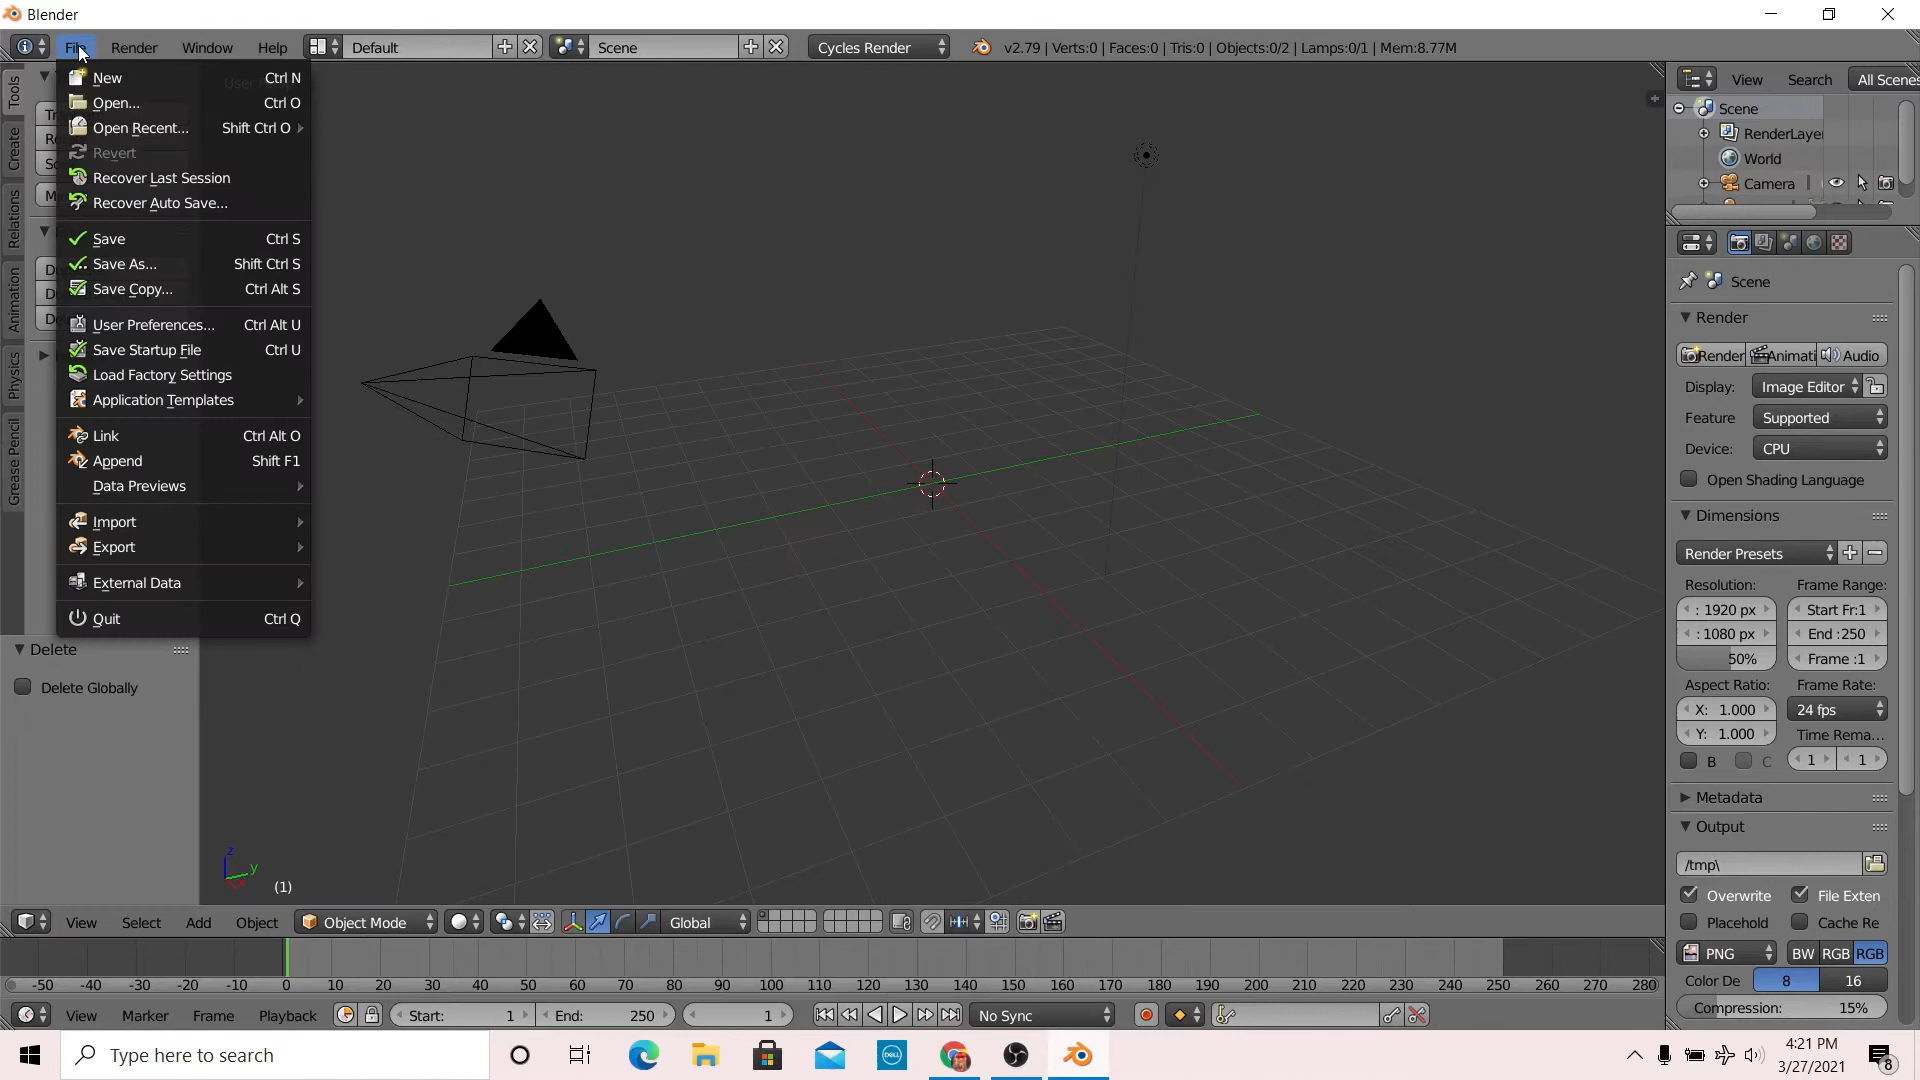 Blender
File Render Window Help Default Scene Cycles Render v2.79 | Verts:0 | Faces:0 | Tris:0 | Objects:0/2 | Lamps:0/1 | Mem:8.77M
New Ctrl N
Open... Ctrl O
Open Recent... Shift Ctrl O
Revert
Recover Last Session
Recover Auto Save...
Save Ctrl S
Save As... Shift Ctrl S
Save Copy... Ctrl Alt S
User Preferences... Ctrl Alt U
Save Startup File Ctrl U
Load Factory Settings
Application Templates
Link Ctrl Alt O
Append Shift F1
Data Previews
Import
Export
External Data
Quit Ctrl Q
Tools
Create
Relations
Animation
Physics
Grease Pencil
Delete
Delete Globally
z
y
(1)
View Search All Scenes
Scene
RenderLayer
World
Camera
Scene
Render
Render Animati Audio
Display: Image Editor
Feature Supported
Device: CPU
Open Shading Language
Dimensions
Render Presets
Resolution: Frame Range:
: 1920 px Start Fr:1
: 1080 px End :250
50% Frame :1
Aspect Ratio: Frame Rate:
X: 1.000 24 fps
Y: 1.000 Time Rema...
B C 1 1
Metadata
Output
/tmp\
Overwrite File Exten
Placehold Cache Re
PNG BW RGB RGB
Color De 8 16
Compression: 15%
View Select Add Object Object Mode Global
-50 -40 -30 -20 -10 0 10 20 30 40 50 60 70 80 90 100 110 120 130 140 150 160 170 180 190 200 210 220 230 240 250 260 270 280
View Marker Frame Playback Start: 1 End: 250 1 No Sync
Type here to search
DELL
4:21 PM
3/27/2021
8